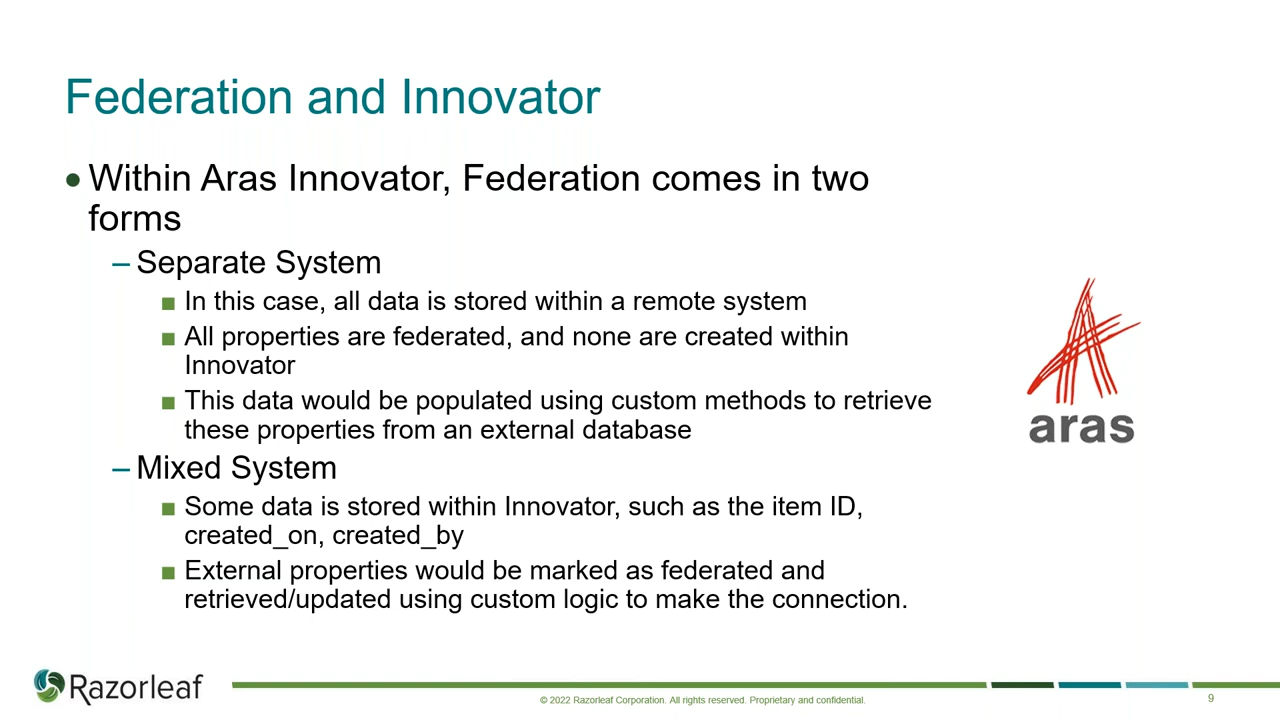 Federation and Innovator
• Within Aras Innovator, Federation comes in two
forms
– Separate System
■ In this case, all data is stored within a remote system
■ All properties are federated, and none are created within
Innovator
■ This data would be populated using custom methods to retrieve
these properties from an external database
– Mixed System
■ Some data is stored within Innovator, such as the item ID,
created_on, created_by
■ External properties would be marked as federated and
retrieved/updated using custom logic to make the connection.
aras
Razorleaf
© 2022 Razorleaf Corporation. All rights reserved. Proprietary and confidential.
9